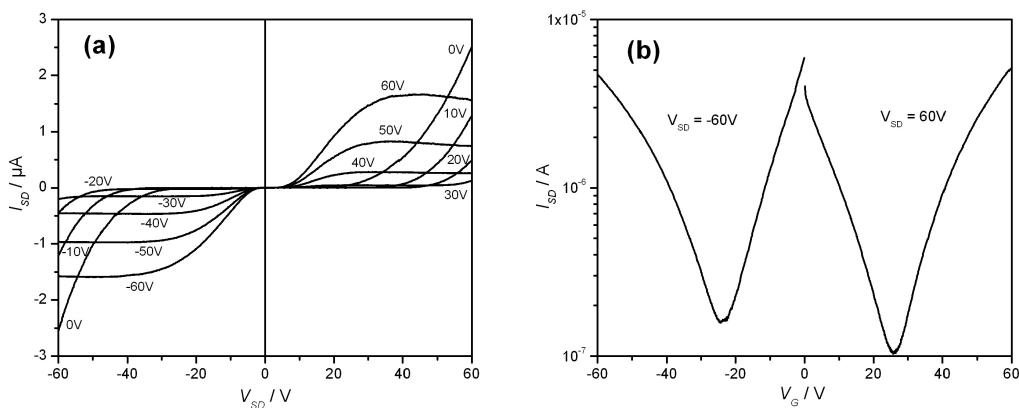 (a)
3
2
1
0
-1
-2
-3
I_SD / µA
-60 -40 -20 0 20 40 60
V_SD / V
0V
60V
10V
50V
40V
20V
30V
-20V
-30V
-40V
-10V
-50V
-60V
0V
(b)
1x10^-5
10^-6
10^-7
I_SD / A
V_SD = -60V
V_SD = 60V
-60 -40 -20 0 20 40 60
V_G / V